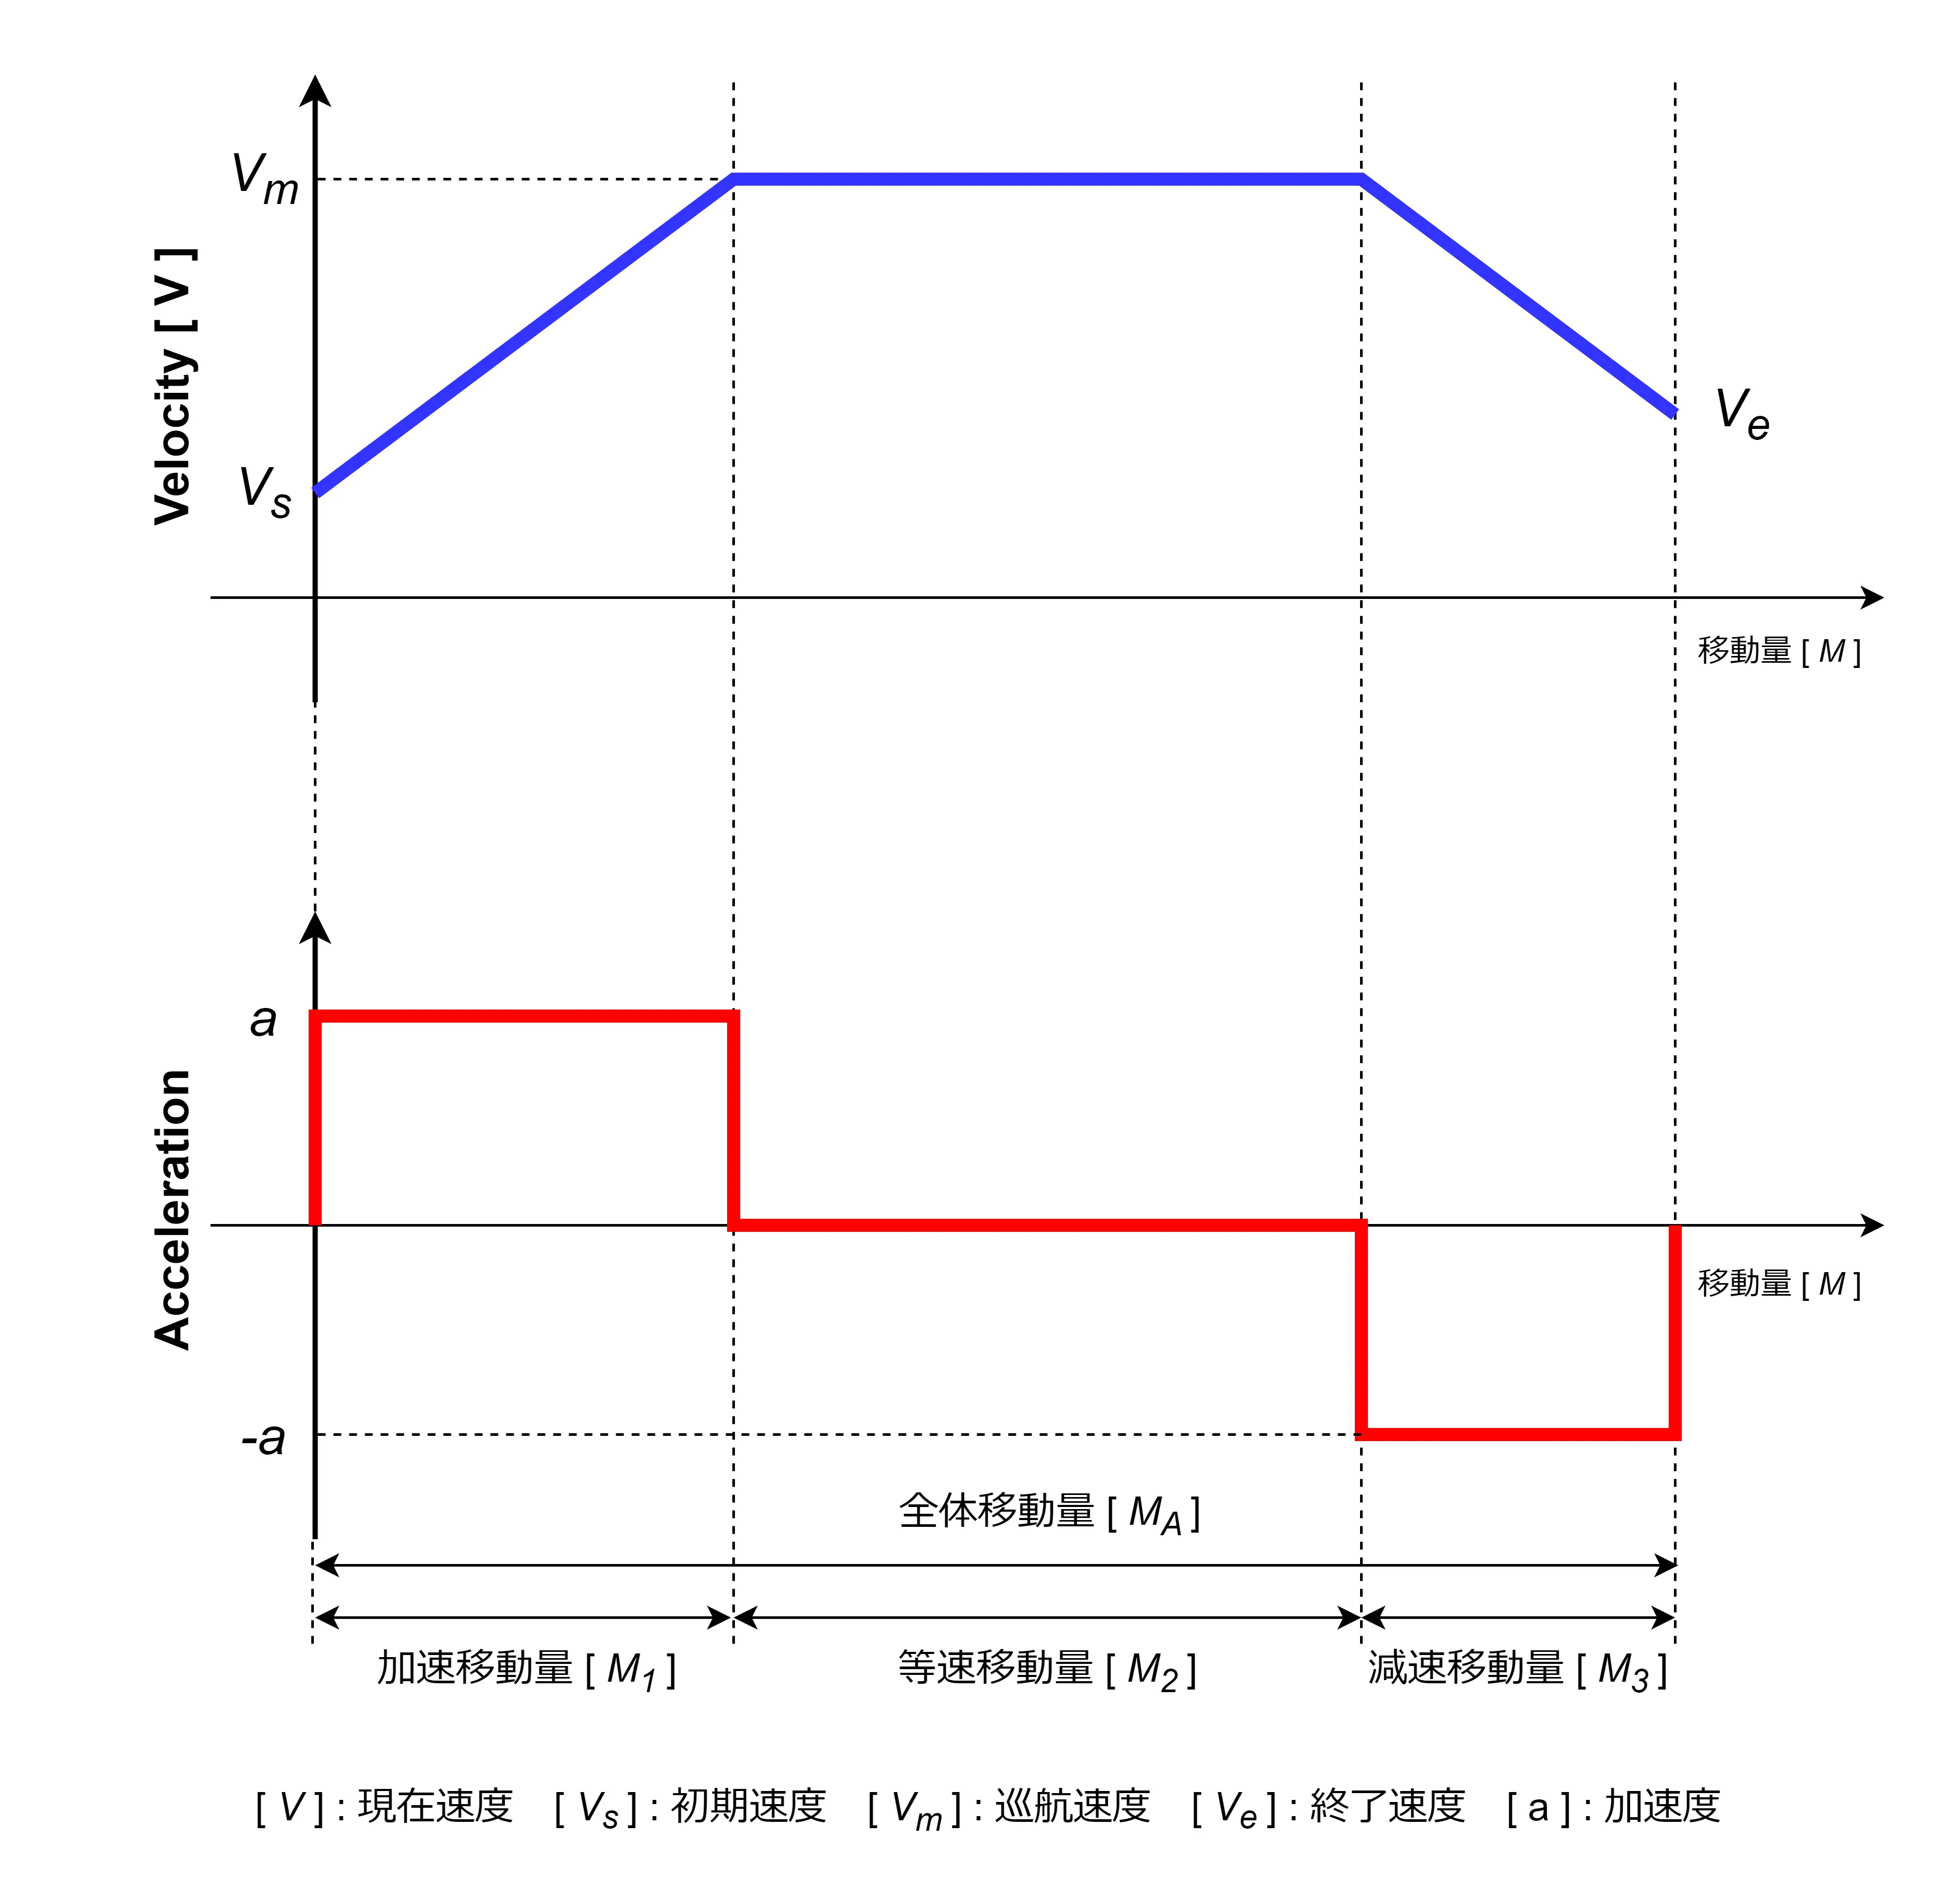 Velocity [ V ]
Vm
Vs
Ve
移動量 [ M ]
Acceleration
a
移動量 [ M ]
-a
全体移動量 [ MA ]
加速移動量 [ M1 ]
等速移動量 [ M2 ]
減速移動量 [ M3 ]
[ V ] : 現在速度 [ Vs ] : 初期速度 [ Vm ] : 巡航速度 [ Ve ] : 終了速度 [ a ] : 加速度